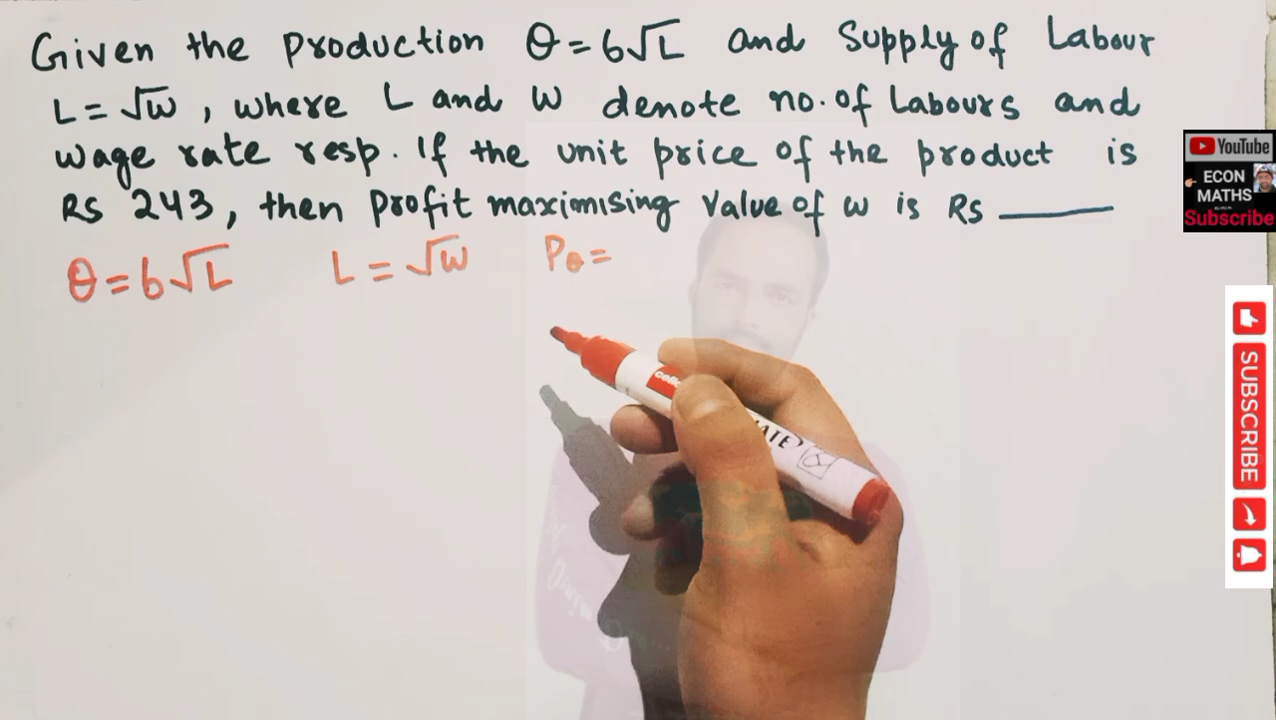 Given the production Q=6√L and Supply of Labour
L=√W, where L and W denote no. of Labours and
wage rate resp. If the unit price of the product is
Rs 243, then Profit maximising Value of w is Rs ____
Q=6√L L=√W PQ=
YouTube
ECON
MATHS
Subscribe
SUBSCRIBE